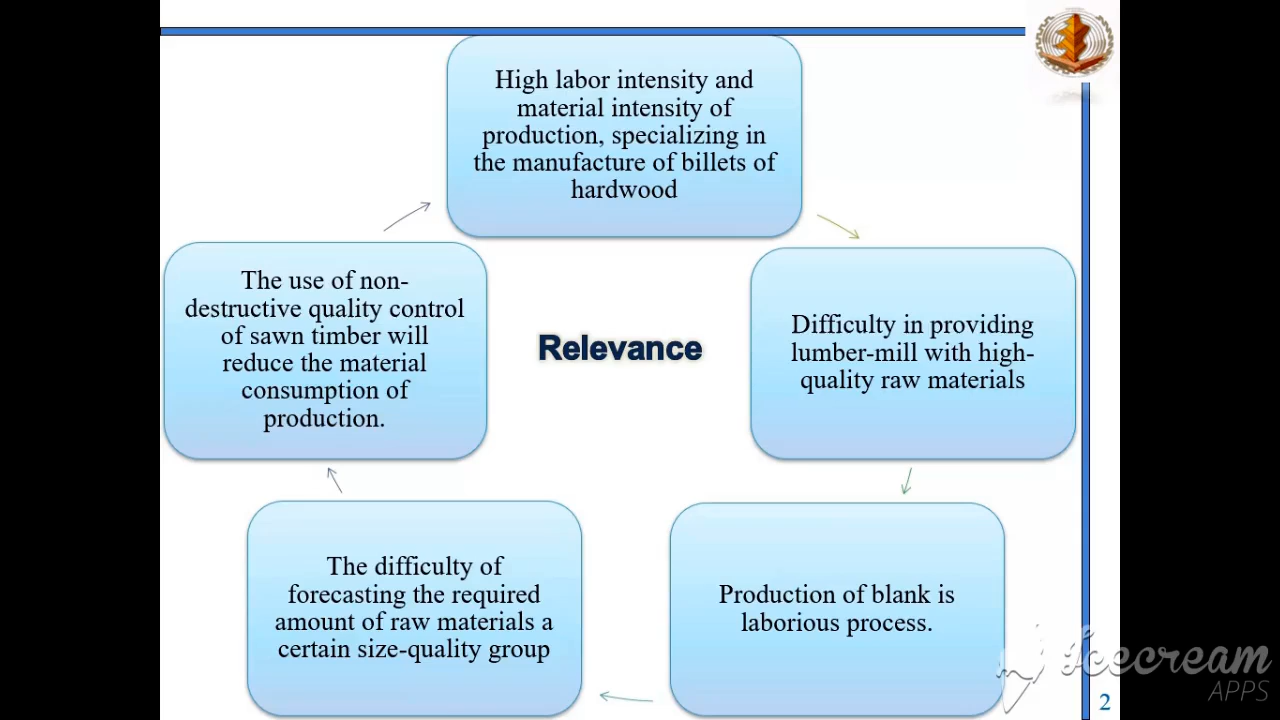 High labor intensity and
material intensity of
production, specializing in
the manufacture of billets of
hardwood
Difficulty in providing
lumber-mill with high-
quality raw materials
Production of blank is
laborious process.
The difficulty of
forecasting the required
amount of raw materials a
certain size-quality group
The use of non-
destructive quality control
of sawn timber will
reduce the material
consumption of
production.
Relevance
Icecream
APPS
2